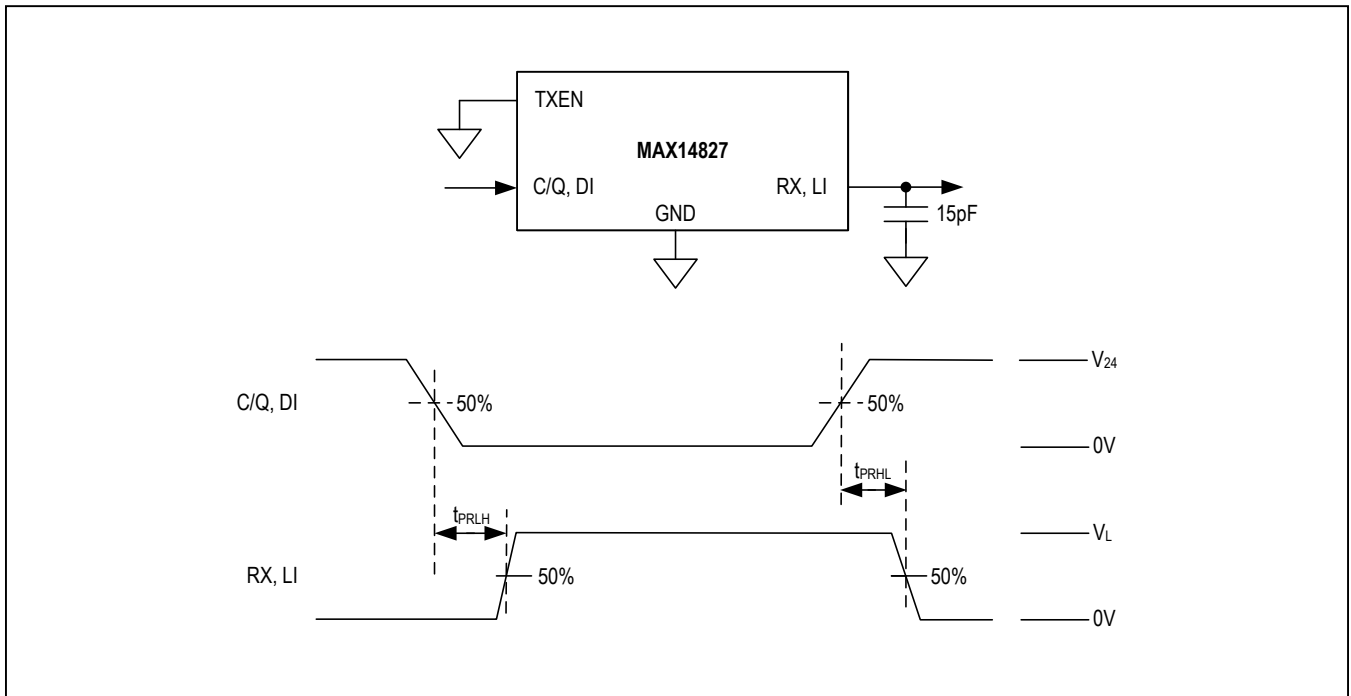 TXEN
MAX14827
C/Q, DI
RX, LI
GND
15pF
V24
C/Q, DI
50%
50%
0V
tPRHL
tPRLH
VL
RX, LI
50%
50%
0V